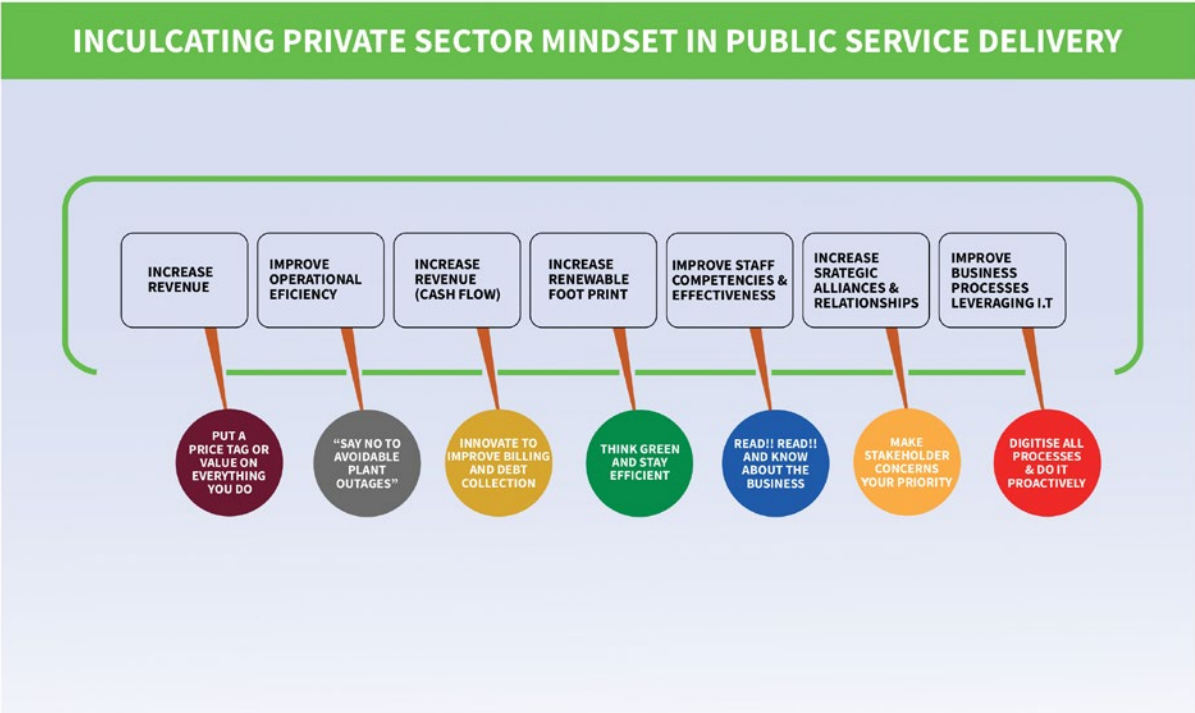 INCULCATING PRIVATE SECTOR MINDSET IN PUBLIC SERVICE DELIVERY
INCREASE
REVENUE
IMPROVE
OPERATIONAL
EFICIENCY
INCREASE
REVENUE
(CASH FLOW)
INCREASE
RENEWABLE
FOOT PRINT
IMPROVE STAFF
COMPETENCIES &
EFFECTIVENESS
INCREASE
SRATEGIC
ALLIANCES &
RELATIONSHIPS
IMPROVE
BUSINESS
PROCESSES
LEVERAGING I.T
PUT A
PRICE TAG OR
VALUE ON
EVERYTHING
YOU DO
“SAY NO TO
AVOIDABLE
PLANT
OUTAGES”
INNOVATE TO
IMPROVE BILLING
AND DEBT
COLLECTION
THINK GREEN
AND STAY
EFFICIENT
READ!! READ!!
AND KNOW
ABOUT THE
BUSINESS
MAKE
STAKEHOLDER
CONCERNS
YOUR PRIORITY
DIGITISE ALL
PROCESSES
& DO IT
PROACTIVELY